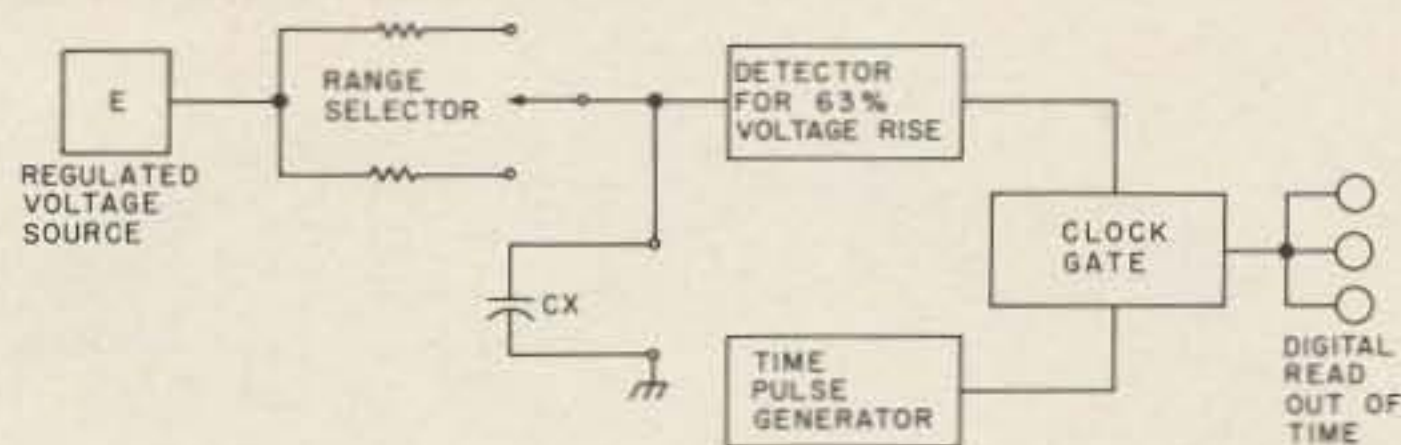 E
REGULATED
VOLTAGE
SOURCE
RANGE
SELECTOR
CX
DETECTOR
FOR 63%
VOLTAGE RISE
TIME
PULSE
GENERATOR
CLOCK
GATE
DIGITAL
READ
OUT OF
TIME